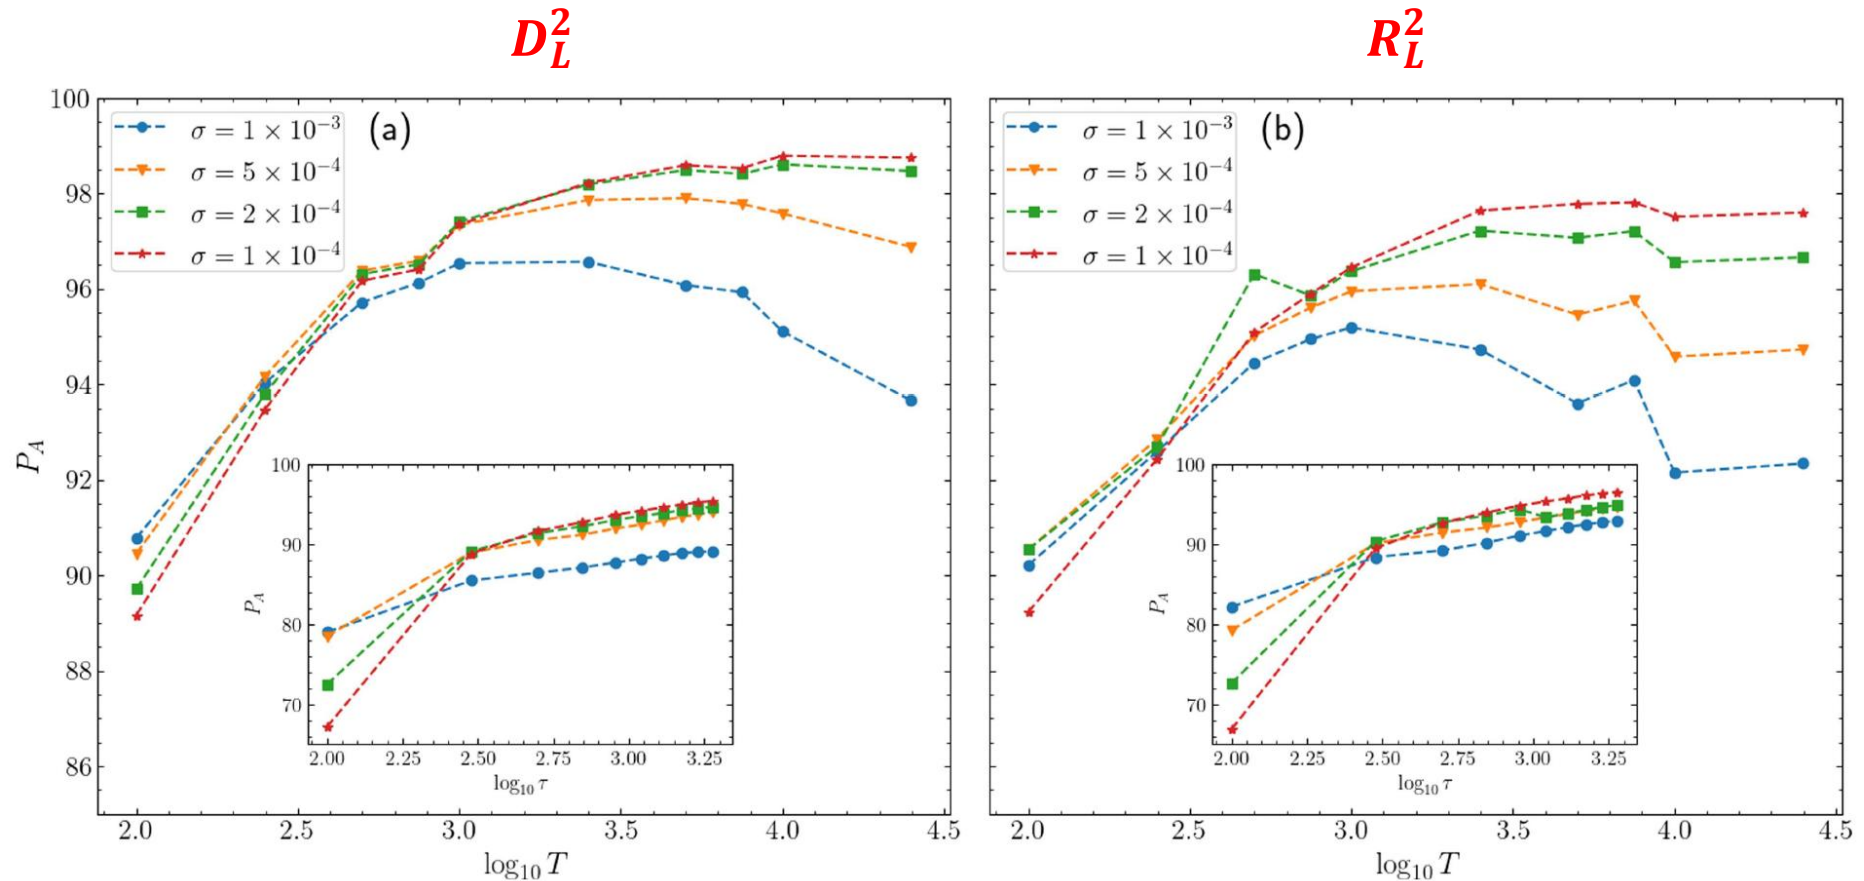 D_L^2
R_L^2
(a)
σ = 1 × 10^−3
σ = 5 × 10^−4
σ = 2 × 10^−4
σ = 1 × 10^−4
P_A
100
98
96
94
92
90
88
86
2.0 2.5 3.0 3.5 4.0 4.5
log_10 T
P_A
100
90
80
70
2.00 2.25 2.50 2.75 3.00 3.25
log_10 τ
(b)
σ = 1 × 10^−3
σ = 5 × 10^−4
σ = 2 × 10^−4
σ = 1 × 10^−4
2.0 2.5 3.0 3.5 4.0 4.5
log_10 T
P_A
100
90
80
70
2.00 2.25 2.50 2.75 3.00 3.25
log_10 τ